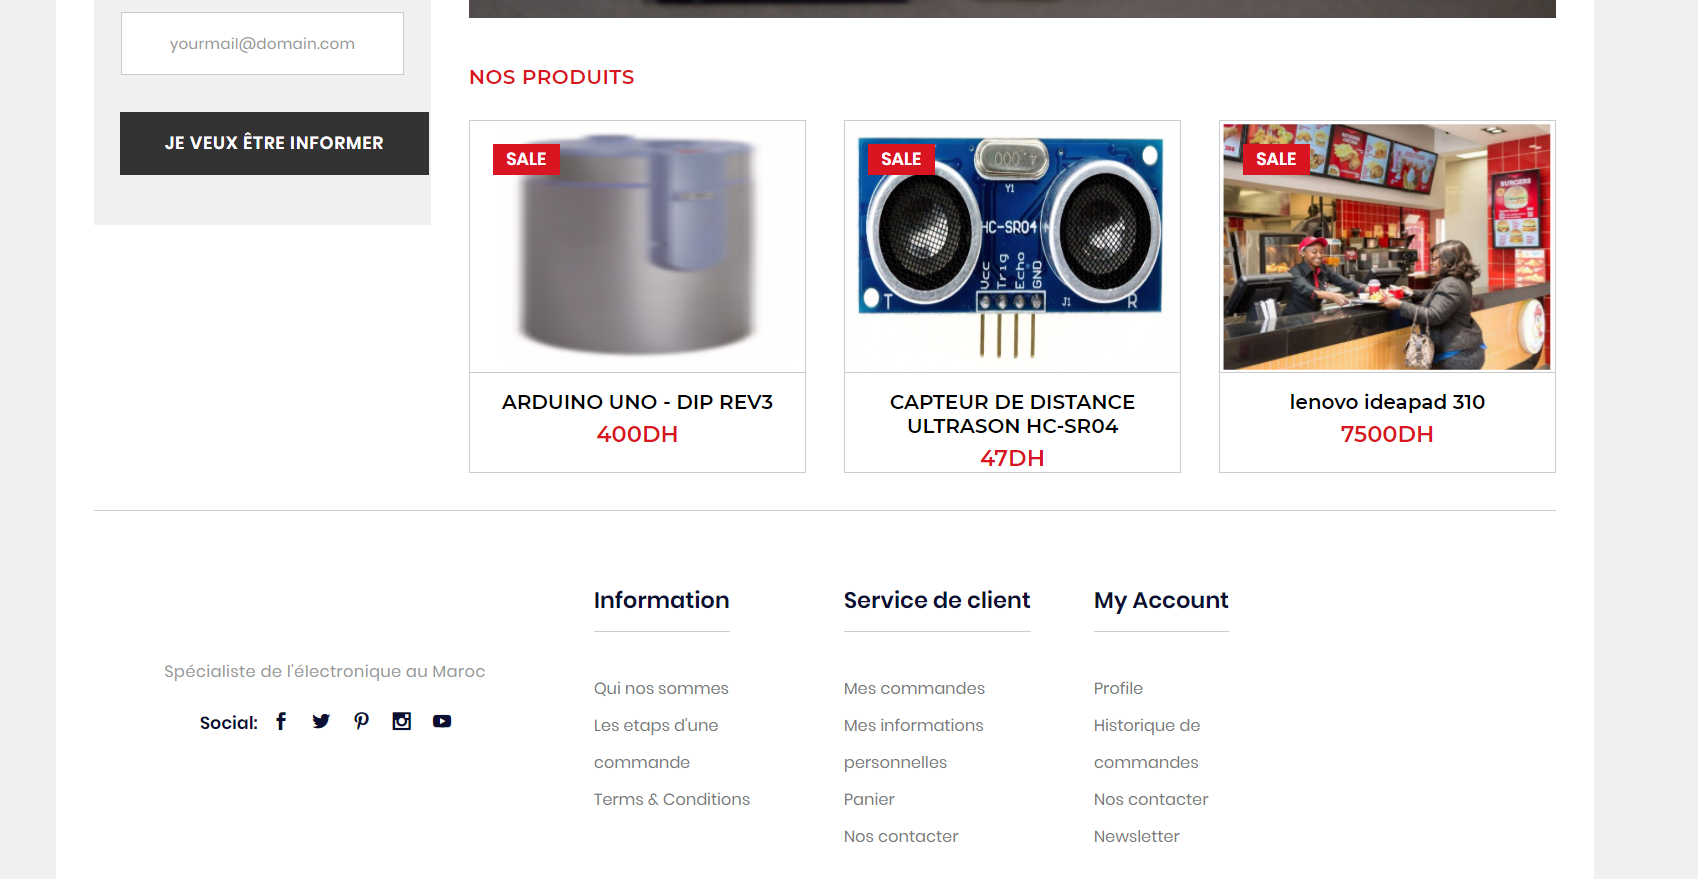 yourmail@domain.com
JE VEUX ÊTRE INFORMER
NOS PRODUITS
SALE
ARDUINO UNO - DIP REV3
400DH
SALE
4.000
Y1
HC-SR04
Vcc
Trig
Echo
GND
T
J1
R
CAPTEUR DE DISTANCE
ULTRASON HC-SR04
47DH
SALE
BURGERS
lenovo ideapad 310
7500DH
Spécialiste de l'électronique au Maroc
Social:
Information
Qui nos sommes
Les etaps d'une
commande
Terms & Conditions
Service de client
Mes commandes
Mes informations
personnelles
Panier
Nos contacter
My Account
Profile
Historique de
commandes
Nos contacter
Newsletter